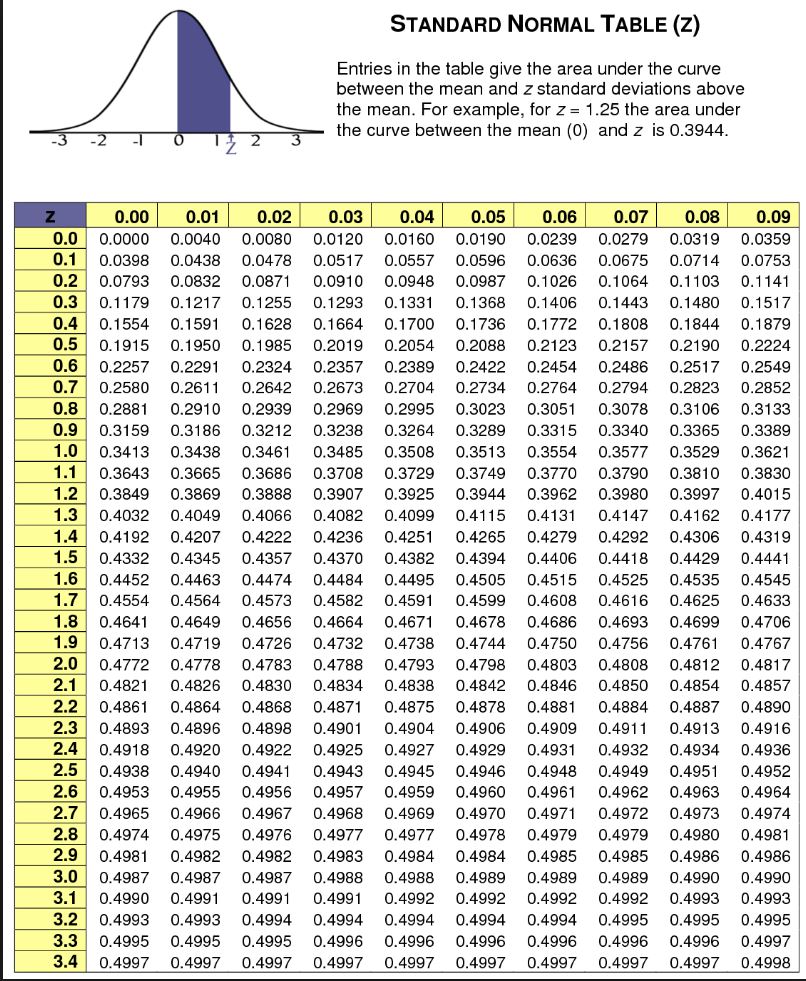 STANDARD NORMAL TABLE (Z)
Entries in the table give the area under the curve
between the mean and z standard deviations above
the mean. For example, for z = 1.25 the area under
the curve between the mean (0) and z is 0.3944.
-3 -2 -1 0 1 Z 2 3
z 0.00 0.01 0.02 0.03 0.04 0.05 0.06 0.07 0.08 0.09
0.0 0.0000 0.0040 0.0080 0.0120 0.0160 0.0190 0.0239 0.0279 0.0319 0.0359
0.1 0.0398 0.0438 0.0478 0.0517 0.0557 0.0596 0.0636 0.0675 0.0714 0.0753
0.2 0.0793 0.0832 0.0871 0.0910 0.0948 0.0987 0.1026 0.1064 0.1103 0.1141
0.3 0.1179 0.1217 0.1255 0.1293 0.1331 0.1368 0.1406 0.1443 0.1480 0.1517
0.4 0.1554 0.1591 0.1628 0.1664 0.1700 0.1736 0.1772 0.1808 0.1844 0.1879
0.5 0.1915 0.1950 0.1985 0.2019 0.2054 0.2088 0.2123 0.2157 0.2190 0.2224
0.6 0.2257 0.2291 0.2324 0.2357 0.2389 0.2422 0.2454 0.2486 0.2517 0.2549
0.7 0.2580 0.2611 0.2642 0.2673 0.2704 0.2734 0.2764 0.2794 0.2823 0.2852
0.8 0.2881 0.2910 0.2939 0.2969 0.2995 0.3023 0.3051 0.3078 0.3106 0.3133
0.9 0.3159 0.3186 0.3212 0.3238 0.3264 0.3289 0.3315 0.3340 0.3365 0.3389
1.0 0.3413 0.3438 0.3461 0.3485 0.3508 0.3513 0.3554 0.3577 0.3529 0.3621
1.1 0.3643 0.3665 0.3686 0.3708 0.3729 0.3749 0.3770 0.3790 0.3810 0.3830
1.2 0.3849 0.3869 0.3888 0.3907 0.3925 0.3944 0.3962 0.3980 0.3997 0.4015
1.3 0.4032 0.4049 0.4066 0.4082 0.4099 0.4115 0.4131 0.4147 0.4162 0.4177
1.4 0.4192 0.4207 0.4222 0.4236 0.4251 0.4265 0.4279 0.4292 0.4306 0.4319
1.5 0.4332 0.4345 0.4357 0.4370 0.4382 0.4394 0.4406 0.4418 0.4429 0.4441
1.6 0.4452 0.4463 0.4474 0.4484 0.4495 0.4505 0.4515 0.4525 0.4535 0.4545
1.7 0.4554 0.4564 0.4573 0.4582 0.4591 0.4599 0.4608 0.4616 0.4625 0.4633
1.8 0.4641 0.4649 0.4656 0.4664 0.4671 0.4678 0.4686 0.4693 0.4699 0.4706
1.9 0.4713 0.4719 0.4726 0.4732 0.4738 0.4744 0.4750 0.4756 0.4761 0.4767
2.0 0.4772 0.4778 0.4783 0.4788 0.4793 0.4798 0.4803 0.4808 0.4812 0.4817
2.1 0.4821 0.4826 0.4830 0.4834 0.4838 0.4842 0.4846 0.4850 0.4854 0.4857
2.2 0.4861 0.4864 0.4868 0.4871 0.4875 0.4878 0.4881 0.4884 0.4887 0.4890
2.3 0.4893 0.4896 0.4898 0.4901 0.4904 0.4906 0.4909 0.4911 0.4913 0.4916
2.4 0.4918 0.4920 0.4922 0.4925 0.4927 0.4929 0.4931 0.4932 0.4934 0.4936
2.5 0.4938 0.4940 0.4941 0.4943 0.4945 0.4946 0.4948 0.4949 0.4951 0.4952
2.6 0.4953 0.4955 0.4956 0.4957 0.4959 0.4960 0.4961 0.4962 0.4963 0.4964
2.7 0.4965 0.4966 0.4967 0.4968 0.4969 0.4970 0.4971 0.4972 0.4973 0.4974
2.8 0.4974 0.4975 0.4976 0.4977 0.4977 0.4978 0.4979 0.4979 0.4980 0.4981
2.9 0.4981 0.4982 0.4982 0.4983 0.4984 0.4984 0.4985 0.4985 0.4986 0.4986
3.0 0.4987 0.4987 0.4987 0.4988 0.4988 0.4989 0.4989 0.4989 0.4990 0.4990
3.1 0.4990 0.4991 0.4991 0.4991 0.4992 0.4992 0.4992 0.4992 0.4993 0.4993
3.2 0.4993 0.4993 0.4994 0.4994 0.4994 0.4994 0.4994 0.4995 0.4995 0.4995
3.3 0.4995 0.4995 0.4995 0.4996 0.4996 0.4996 0.4996 0.4996 0.4996 0.4997
3.4 0.4997 0.4997 0.4997 0.4997 0.4997 0.4997 0.4997 0.4997 0.4997 0.4998